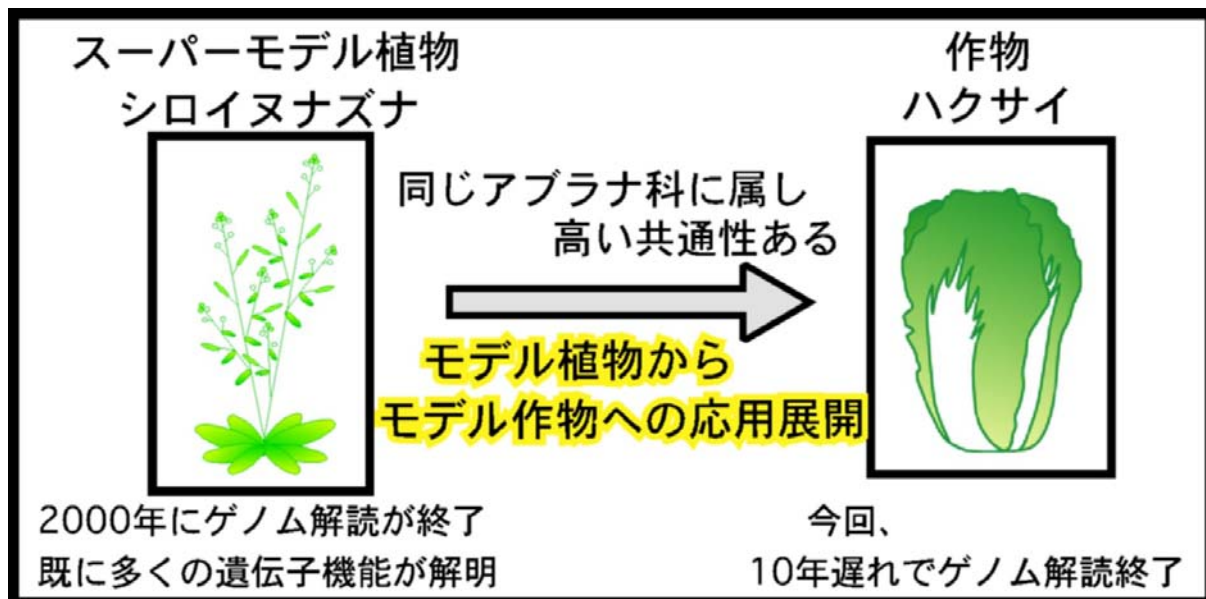 スーパーモデル植物
シロイヌナズナ
作物
ハクサイ
同じアブラナ科に属し
高い共通性ある
モデル植物から
モデル作物への応用展開
2000年にゲノム解読が終了
既に多くの遺伝子機能が解明
今回、
10年遅れでゲノム解読終了